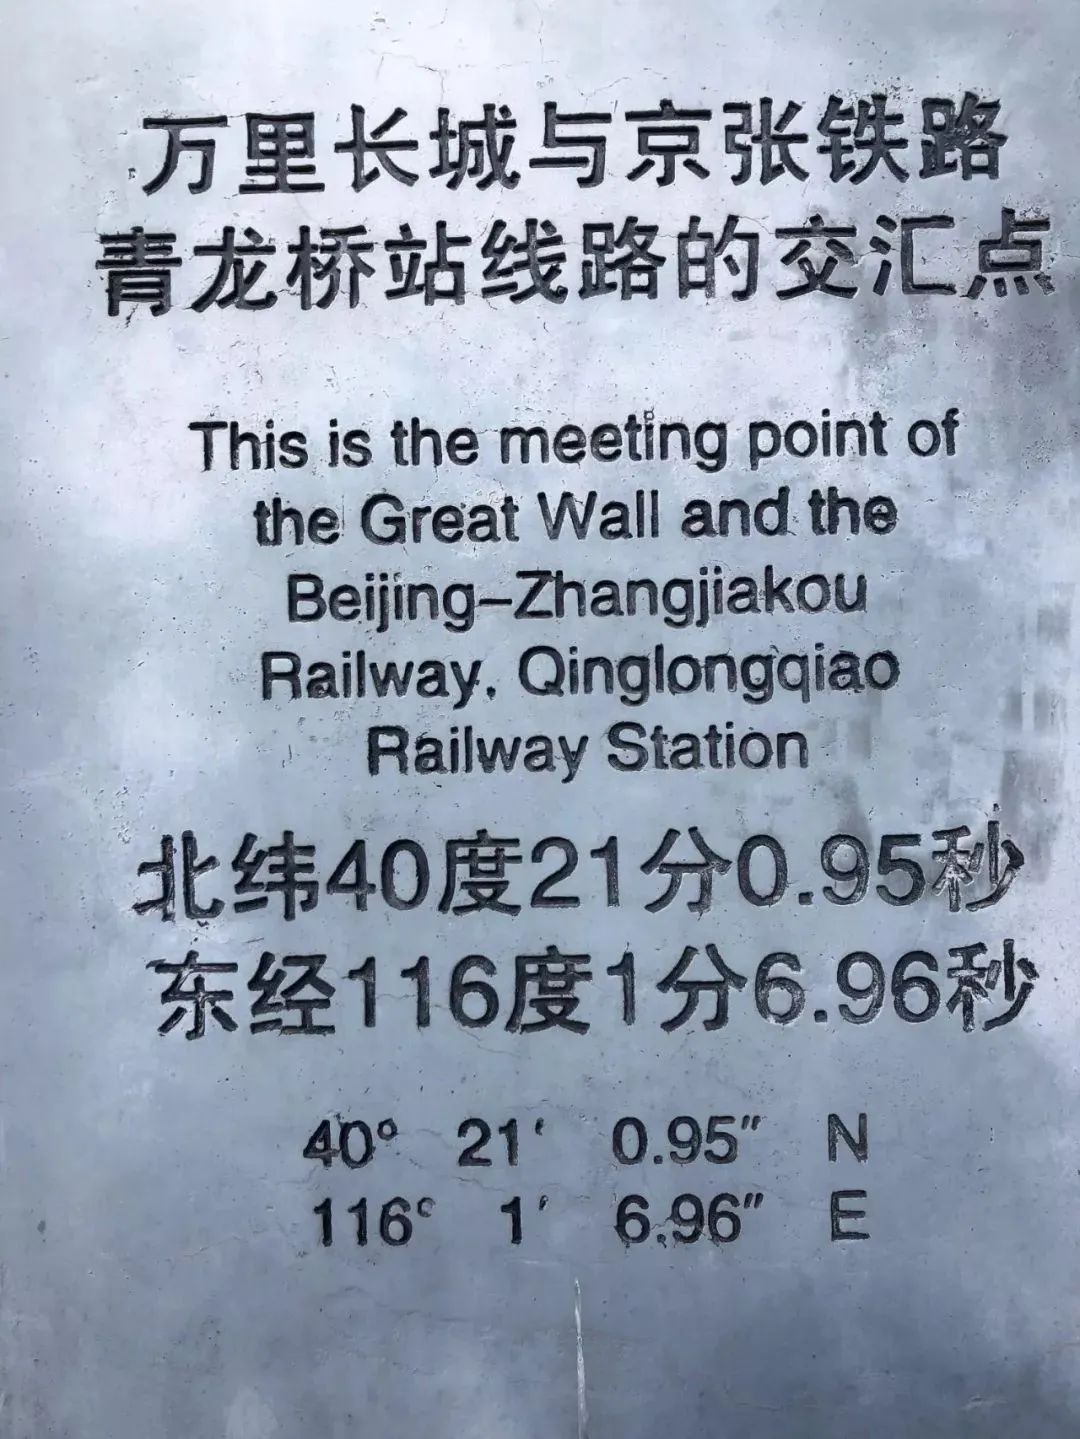 万里长城与京张铁路
青龙桥站线路的交汇点
This is the meeting point of
the Great Wall and the
Beijing-Zhangjiakou
Railway, Qinglongqiao
Railway Station
北纬40度21分0.95秒
东经116度1分6.96秒
40° 21′ 0.95″ N
116° 1′ 6.96″ E